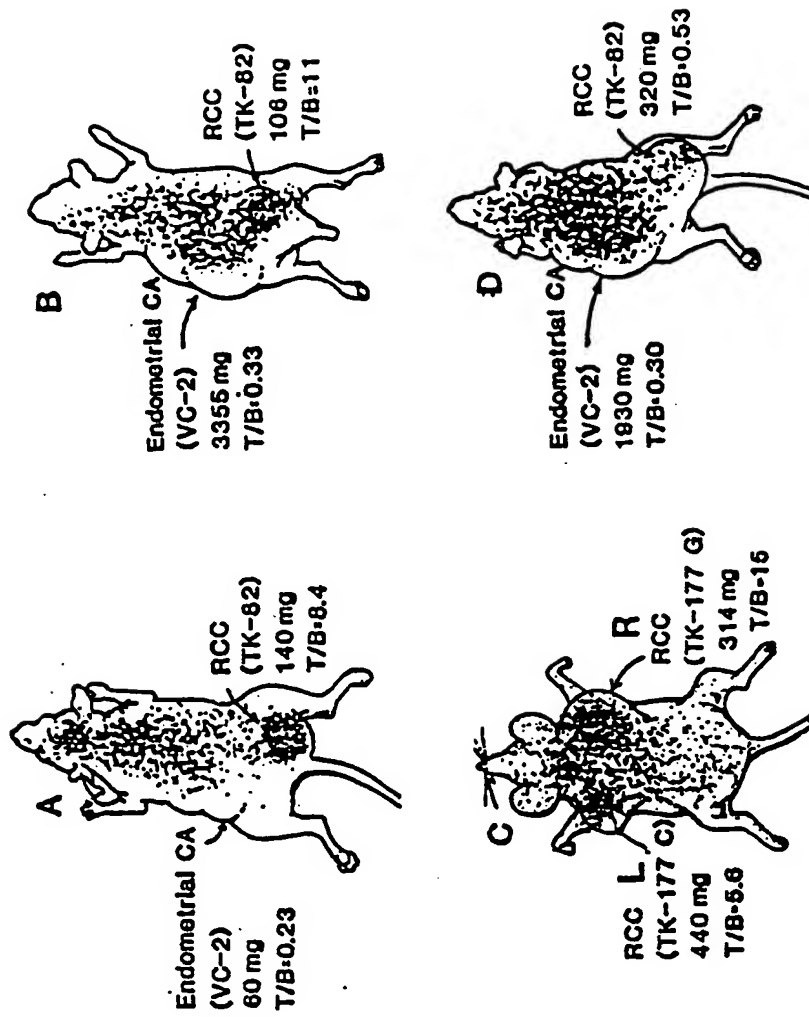 A
Endometrial CA
(VC-2)
60 mg
T/B=0.23
RCC
(TK-82)
140 mg
T/B=8.4
B
Endometrial CA
(VC-2)
3355 mg
T/B=0.33
RCC
(TK-82)
106 mg
T/B=11
C
RCC L
(TK-177 C)
440 mg
T/B=5.6
R
RCC
(TK-177 G)
314 mg
T/B=15
D
Endometrial CA
(VC-2)
1930 mg
T/B=0.30
RCC
(TK-82)
320 mg
T/B=0.53